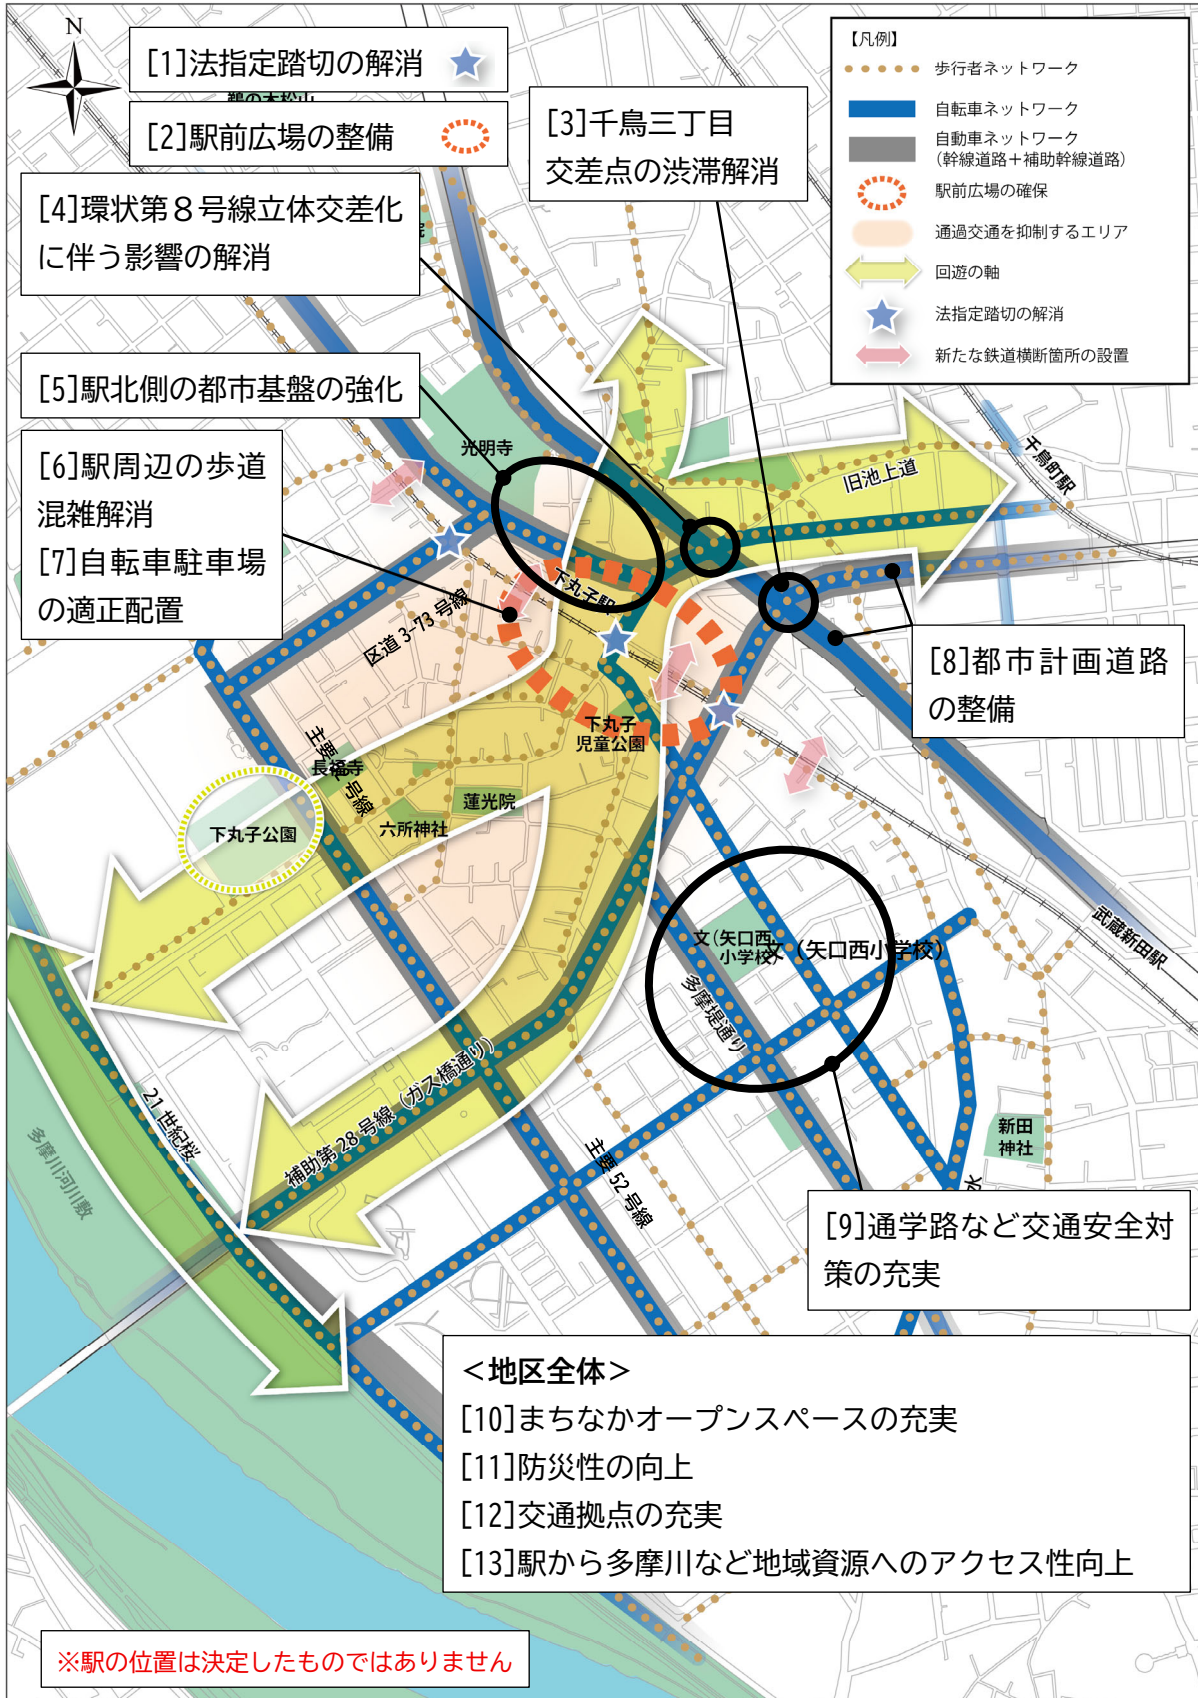 N
[1]法指定踏切の解消
鵜の木松山
[2]駅前広場の整備
[3]千鳥三丁目
交差点の渋滞解消
【凡例】
歩行者ネットワーク
自転車ネットワーク
自動車ネットワーク
(幹線道路+補助幹線道路)
駅前広場の確保
通過交通を抑制するエリア
回遊の軸
法指定踏切の解消
新たな鉄道横断箇所の設置
[4]環状第8号線立体交差化
に伴う影響の解消
院
[5]駅北側の都市基盤の強化
[6]駅周辺の歩道
混雑解消
[7]自転車駐車場
の適正配置
光明寺
旧池上道
千鳥町駅
下丸子駅
区道3-73号線
[8]都市計画道路
の整備
下丸子
児童公園
主要
号線
長福寺
蓮光院
六所神社
下丸子公園
武蔵新田駅
文(矢口西
小学校)
文(矢口西小学校)
多摩堤通り
補助第28号線(ガス橋通り)
21世紀桜
多摩川河川敷
主要52号線
新田
神社
水
[9]通学路など交通安全対
策の充実
<地区全体>
[10]まちなかオープンスペースの充実
[11]防災性の向上
[12]交通拠点の充実
[13]駅から多摩川など地域資源へのアクセス性向上
※駅の位置は決定したものではありません